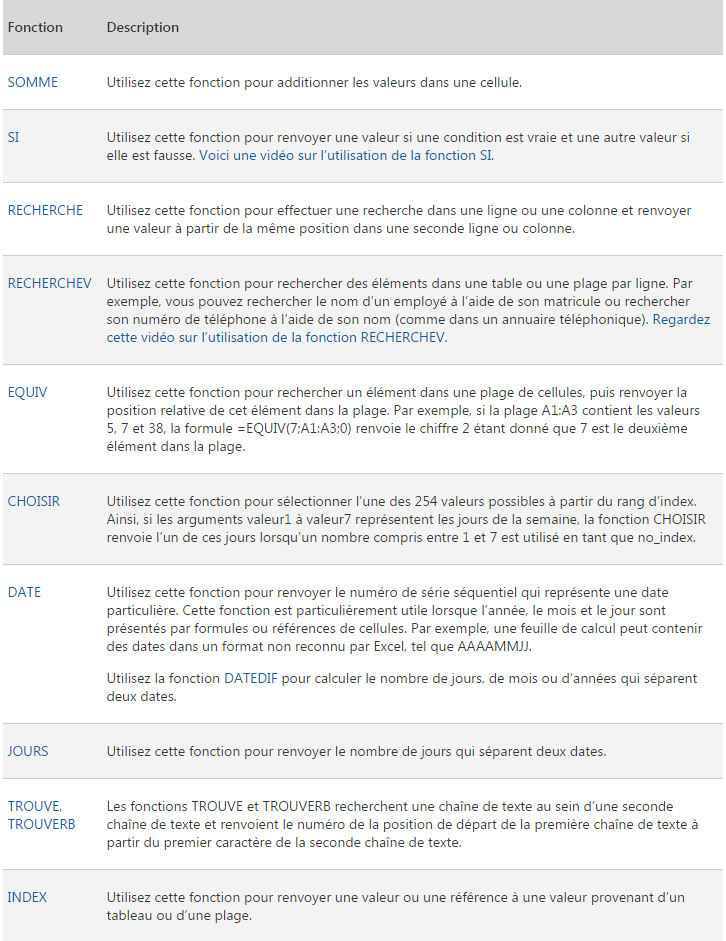 Fonction Description
SOMME Utilisez cette fonction pour additionner les valeurs dans une cellule.
SI Utilisez cette fonction pour renvoyer une valeur si une condition est vraie et une autre valeur si
elle est fausse. Voici une vidéo sur l’utilisation de la fonction SI.
RECHERCHE Utilisez cette fonction pour effectuer une recherche dans une ligne ou une colonne et renvoyer
une valeur à partir de la même position dans une seconde ligne ou colonne.
RECHERCHEV Utilisez cette fonction pour rechercher des éléments dans une table ou une plage par ligne. Par
exemple, vous pouvez rechercher le nom d’un employé à l’aide de son matricule ou rechercher
son numéro de téléphone à l’aide de son nom (comme dans un annuaire téléphonique). Regardez
cette vidéo sur l’utilisation de la fonction RECHERCHEV.
EQUIV Utilisez cette fonction pour rechercher un élément dans une plage de cellules, puis renvoyer la
position relative de cet élément dans la plage. Par exemple, si la plage A1:A3 contient les valeurs
5, 7 et 38, la formule =EQUIV(7;A1:A3;0) renvoie le chiffre 2 étant donné que 7 est le deuxième
élément dans la plage.
CHOISIR Utilisez cette fonction pour sélectionner l’une des 254 valeurs possibles à partir du rang d’index.
Ainsi, si les arguments valeur1 à valeur7 représentent les jours de la semaine, la fonction CHOISIR
renvoie l’un de ces jours lorsqu’un nombre compris entre 1 et 7 est utilisé en tant que no_index.
DATE Utilisez cette fonction pour renvoyer le numéro de série séquentiel qui représente une date
particulière. Cette fonction est particulièrement utile lorsque l’année, le mois et le jour sont
présentés par formules ou références de cellules. Par exemple, une feuille de calcul peut contenir
des dates dans un format non reconnu par Excel, tel que AAAAMMJJ.
Utilisez la fonction DATEDIF pour calculer le nombre de jours, de mois ou d’années qui séparent
deux dates.
JOURS Utilisez cette fonction pour renvoyer le nombre de jours qui séparent deux dates.
TROUVE, Les fonctions TROUVE et TROUVERB recherchent une chaîne de texte au sein d’une seconde
TROUVERB chaîne de texte et renvoient le numéro de la position de départ de la première chaîne de texte à
partir du premier caractère de la seconde chaîne de texte.
INDEX Utilisez cette fonction pour renvoyer une valeur ou une référence à une valeur provenant d’un
tableau ou d’une plage.